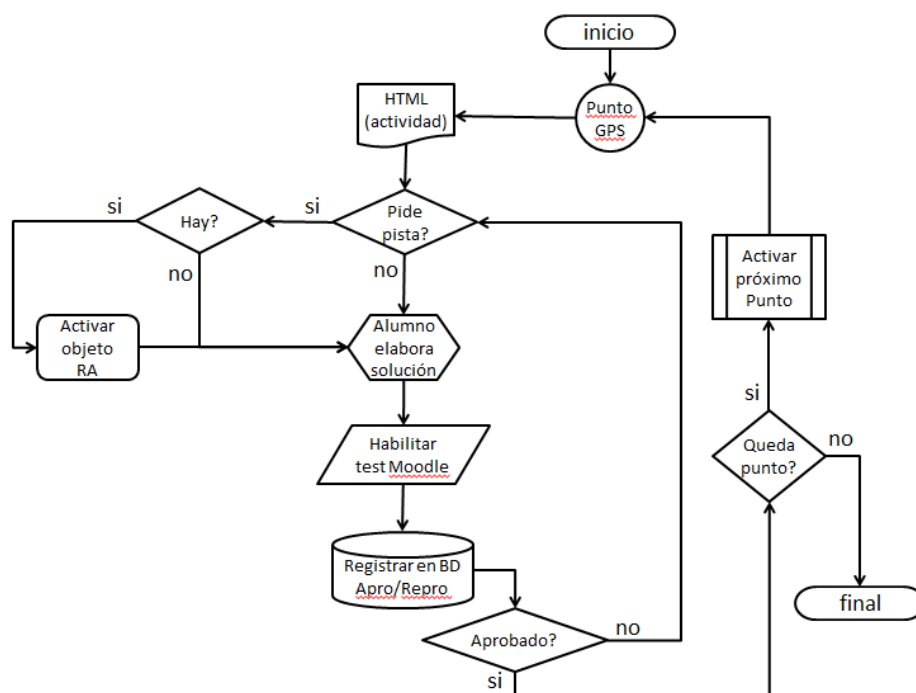 inicio
HTML
(actividad)
Punto
GPS
si
Hay?
si
Pide
pista?
no
no
Activar
próximo
Punto
Activar
objeto
RA
Alumno
elabora
solución
si
Queda
punto?
no
Habilitar
test Moodle
Registrar en BD
Apro/Repro
final
Aprobado?
no
si